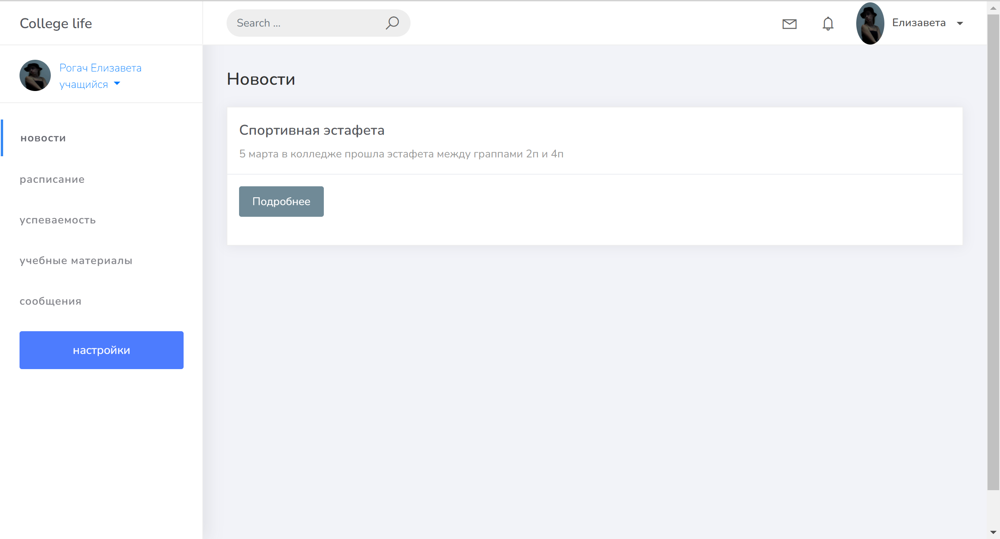 College life
Search ...
Елизавета
Рогач Елизавета
учащийся
новости
расписание
успеваемость
учебные материалы
сообщения
настройки
Новости
Спортивная эстафета
5 марта в колледже прошла эстафета между граппами 2п и 4п
Подробнее